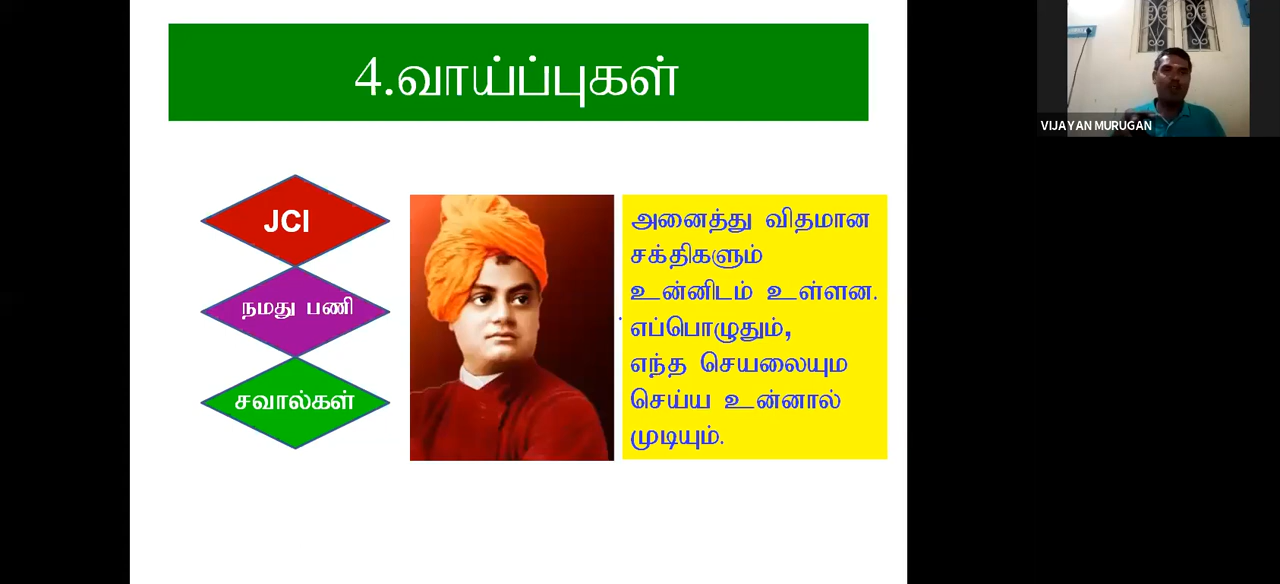 4.வாய்ப்புகள்
JCI
நமது பணி
சவால்கள்
அனைத்து விதமான
சக்திகளும்
உன்னிடம் உள்ளன.
எப்பொழுதும்,
எந்த செயலையும
செய்ய உன்னால்
முடியும்.
VIJAYAN MURUGAN